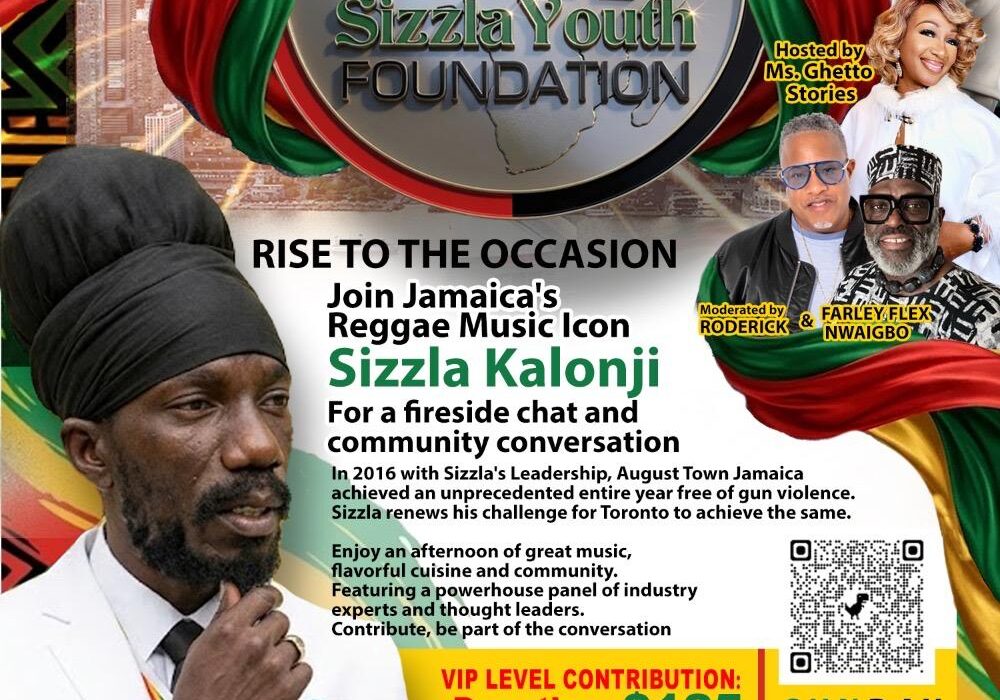 Sizzla Youth
FOUNDATION
Hosted by
Ms. Ghetto
Stories
RISE TO THE OCCASION
Join Jamaica's
Reggae Music Icon
Sizzla Kalonji
For a fireside chat and
community conversation
Moderated by
RODERICK & FARLEY FLEX
NWAIGBO
In 2016 with Sizzla's Leadership, August Town Jamaica
achieved an unprecedented entire year free of gun violence.
Sizzla renews his challenge for Toronto to achieve the same.
Enjoy an afternoon of great music,
flavorful cuisine and community.
Featuring a powerhouse panel of industry
experts and thought leaders.
Contribute, be part of the conversation
VIP LEVEL CONTRIBUTION: